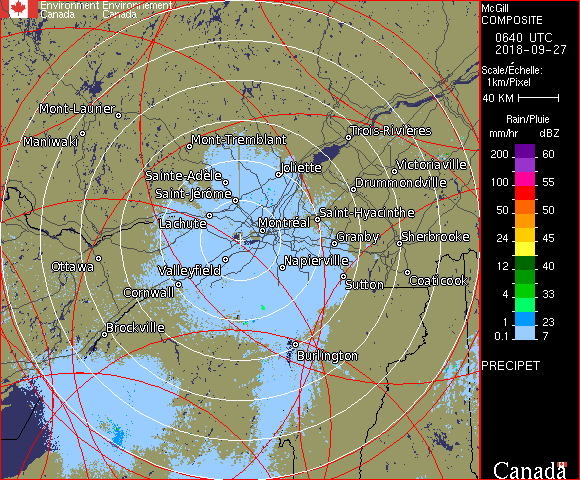 Environment Environnement
Canada Canada
McGill
COMPOSITE
0640 UTC
2018-09-27
Scale/Échelle:
1km/Pixel
40 KM
Rain/Pluie
mm/hr dBZ
200 60
100 55
50 50
24 45
12 40
4 33
1 23
0.1 7
PRECIPET
Canada
Mont-Laurier
Maniwaki
Mont-Tremblant
Trois-Rivières
Sainte-Adèle
Joliette
Victoriaville
Saint-Jérôme
Drummondville
Lachute
Montréal
Saint-Hyacinthe
Granby
Sherbrooke
Ottawa
Valleyfield
Napierville
Cornwall
Sutton
Coaticook
Brockville
Burlington